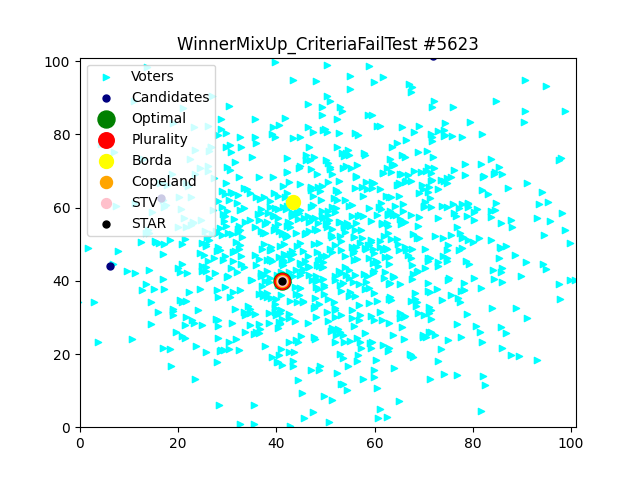 WinnerMixUp_CriteriaFailTest #5623
100
80
60
40
20
0
0
20
40
60
80
100
Voters
Candidates
Optimal
Plurality
Borda
Copeland
STV
STAR